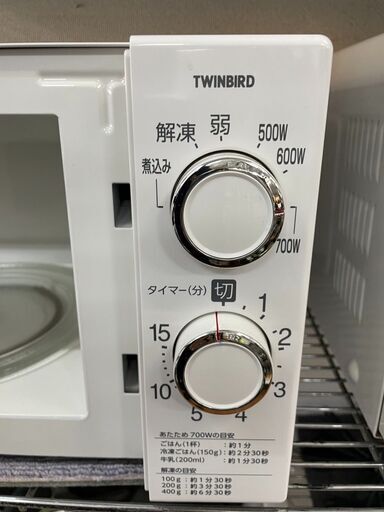 TWINBIRD
解凍 弱 500W
煮込み 600W
700W
タイマー(分) 切 1
15 2
10 3
5 4
あたため 700Wの目安
ごはん(1杯) :約1分
冷凍ごはん(150g):約2分30秒
牛乳(200ml) :約1分30秒
解凍の目安
100g:約1分30秒
200g:約3分30秒
400g:約6分30秒